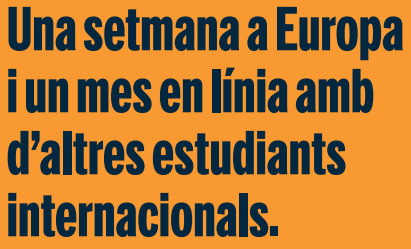 Una setmana a Europa
i un mes en línia amb
d’altres estudiants
internacionals.